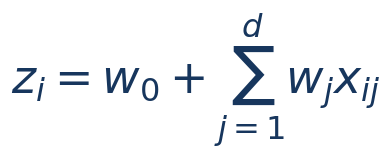 z_i = w_0 + \sum_{j=1}^{d} w_j x_{ij}